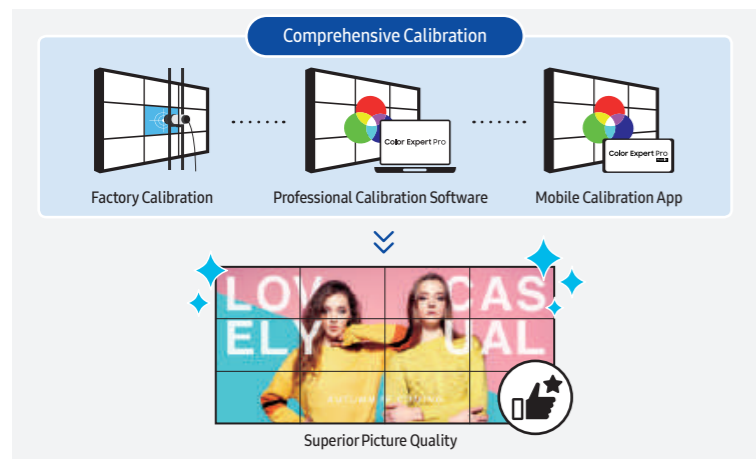 Comprehensive Calibration
Color Expert Pro
Color Expert Pro
Factory Calibration
Professional Calibration Software
Mobile Calibration App
LOV CAS
ELY UAL
Superior Picture Quality